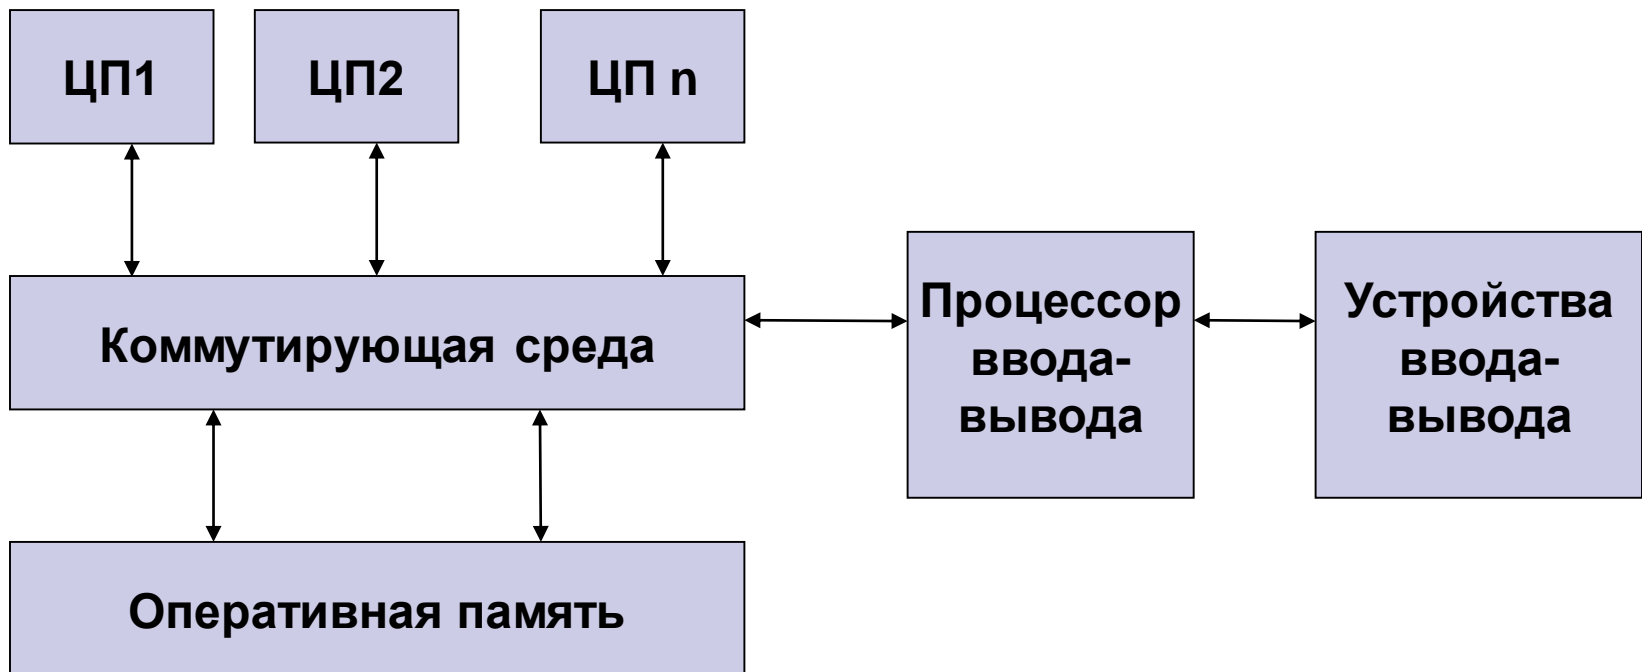 ЦП1
ЦП2
ЦП n
Коммутирующая среда
Процессор
ввода-
вывода
Устройства
ввода-
вывода
Оперативная память